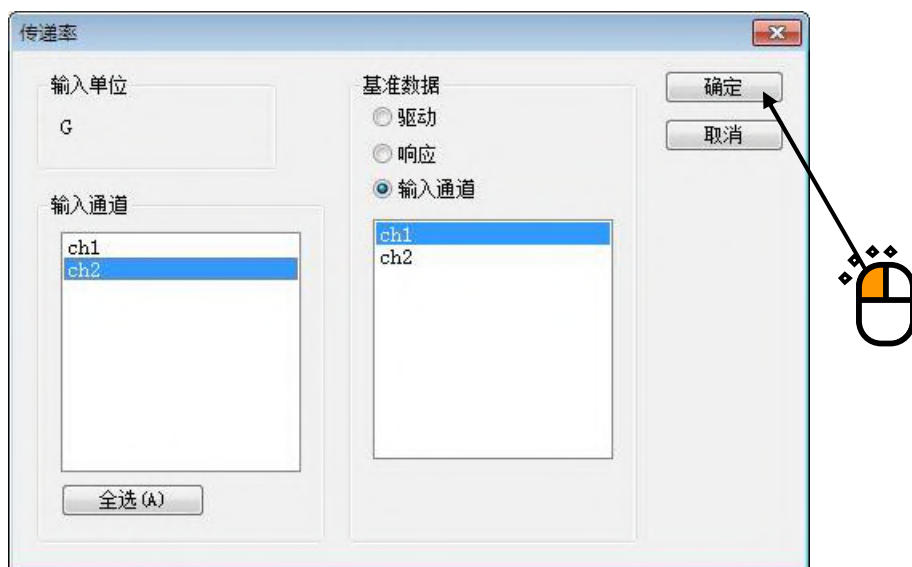 传递率
输入单位
G
输入通道
ch1
ch2
全选(A)
基准数据
驱动
响应
输入通道
ch1
ch2
确定
取消